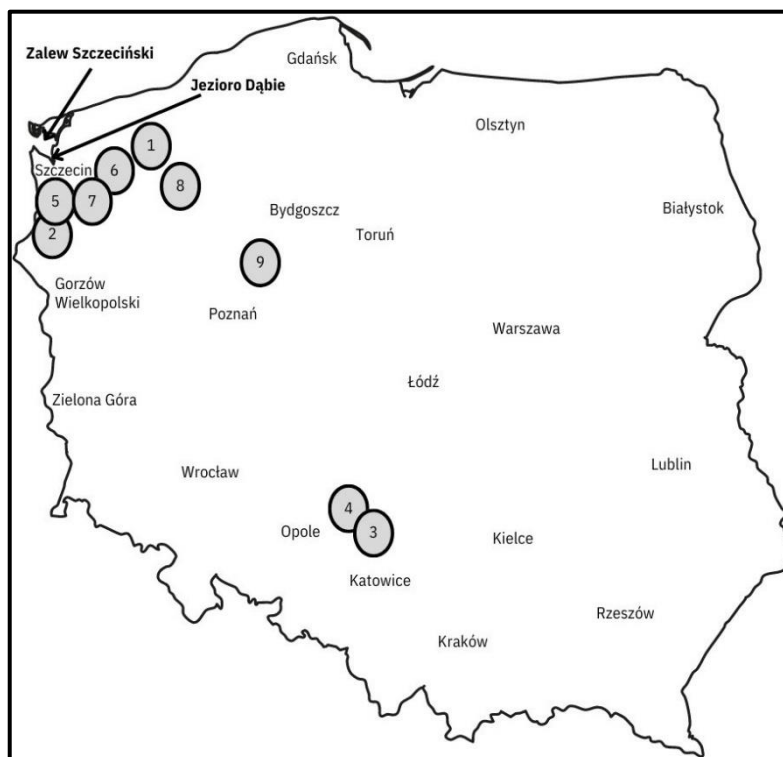 Gdańsk
Zalew Szczeciński
Jezioro Dąbie
Olsztyn
1
Szczecin
6
8
5
7
Białystok
Bydgoszcz
2
Toruń
9
Gorzów
Wielkopolski
Poznań
Warszawa
Łódź
Zielona Góra
Wrocław
Lublin
4
Opole
3
Kielce
Katowice
Rzeszów
Kraków